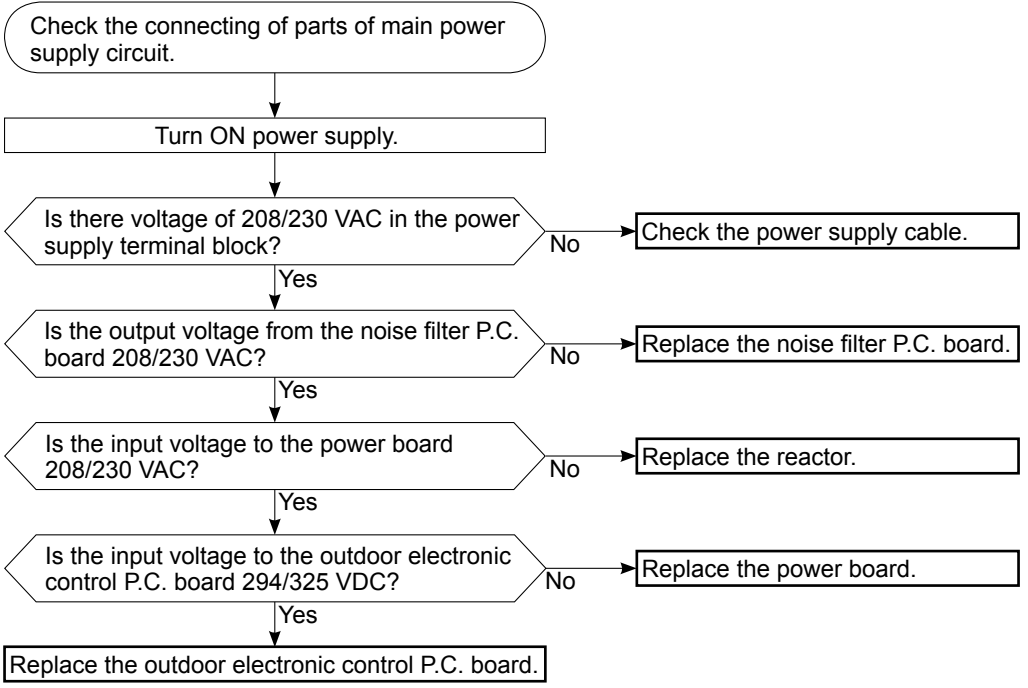 Check the connecting of parts of main power
supply circuit.
Turn ON power supply.
Is there voltage of 208/230 VAC in the power
supply terminal block?
No
Check the power supply cable.
Yes
Is the output voltage from the noise filter P.C.
board 208/230 VAC?
No
Replace the noise filter P.C. board.
Yes
Is the input voltage to the power board
208/230 VAC?
No
Replace the reactor.
Yes
Is the input voltage to the outdoor electronic
control P.C. board 294/325 VDC?
No
Replace the power board.
Yes
Replace the outdoor electronic control P.C. board.